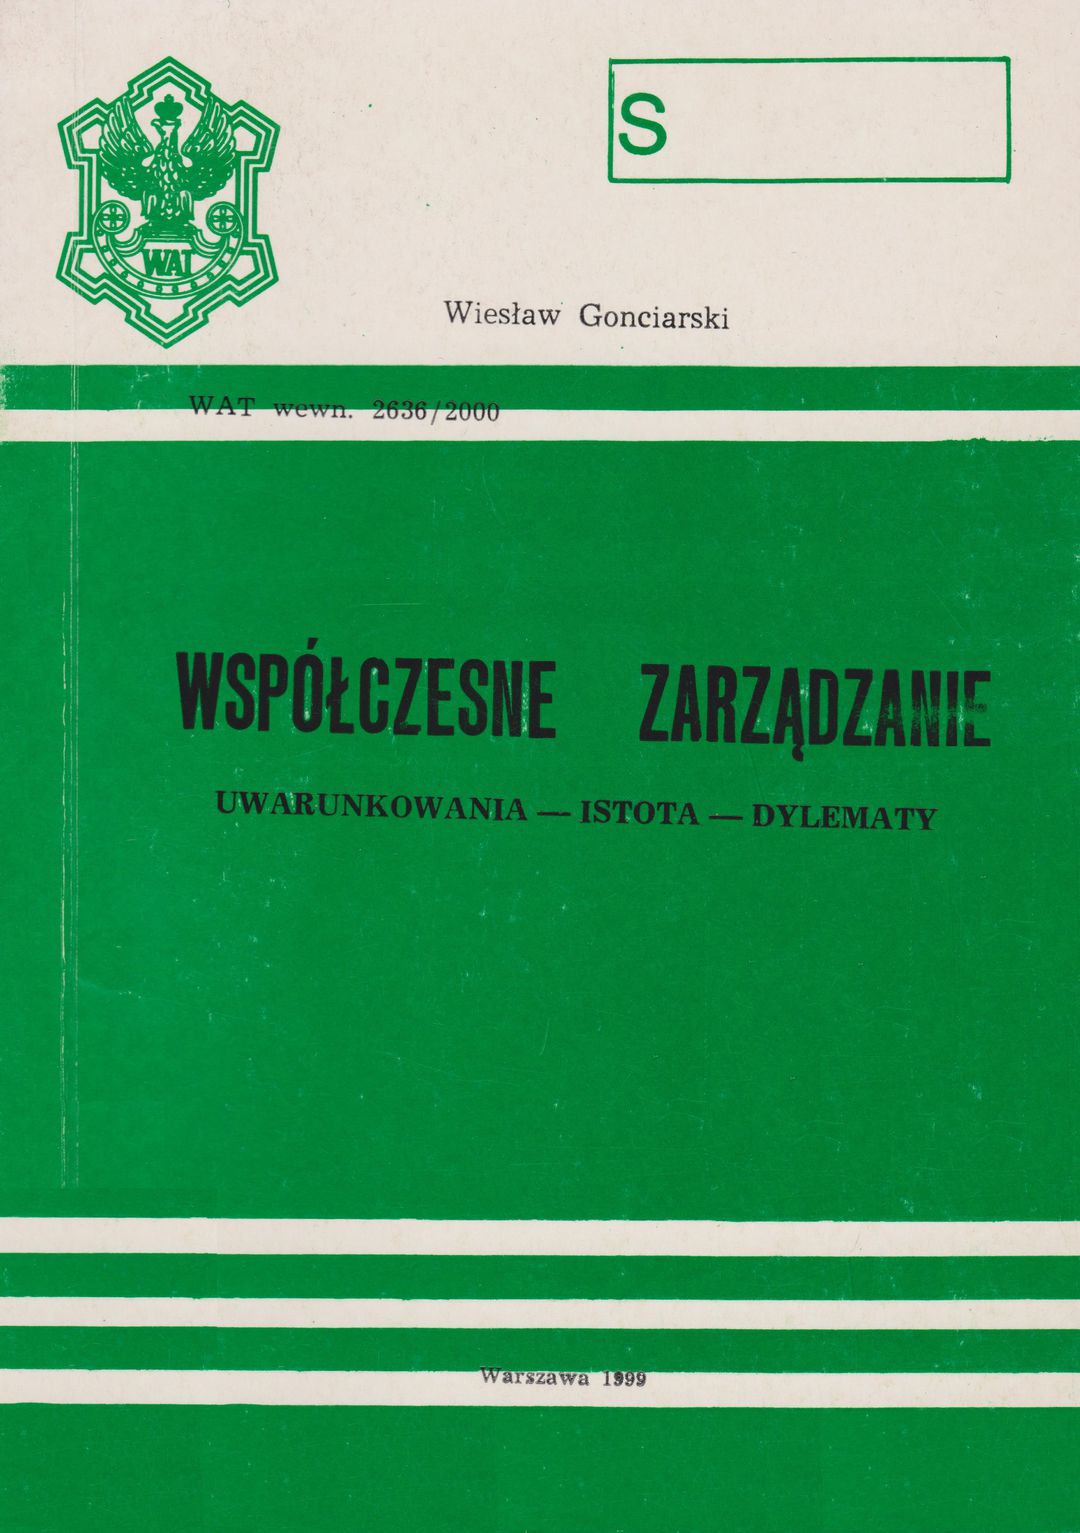 WAT
S
Wiesław Gonciarski
WAT wewn. 2636/2000
WSPÓŁCZESNE ZARZĄDZANIE
UWARUNKOWANIA — ISTOTA — DYLEMATY
Warszawa 1999